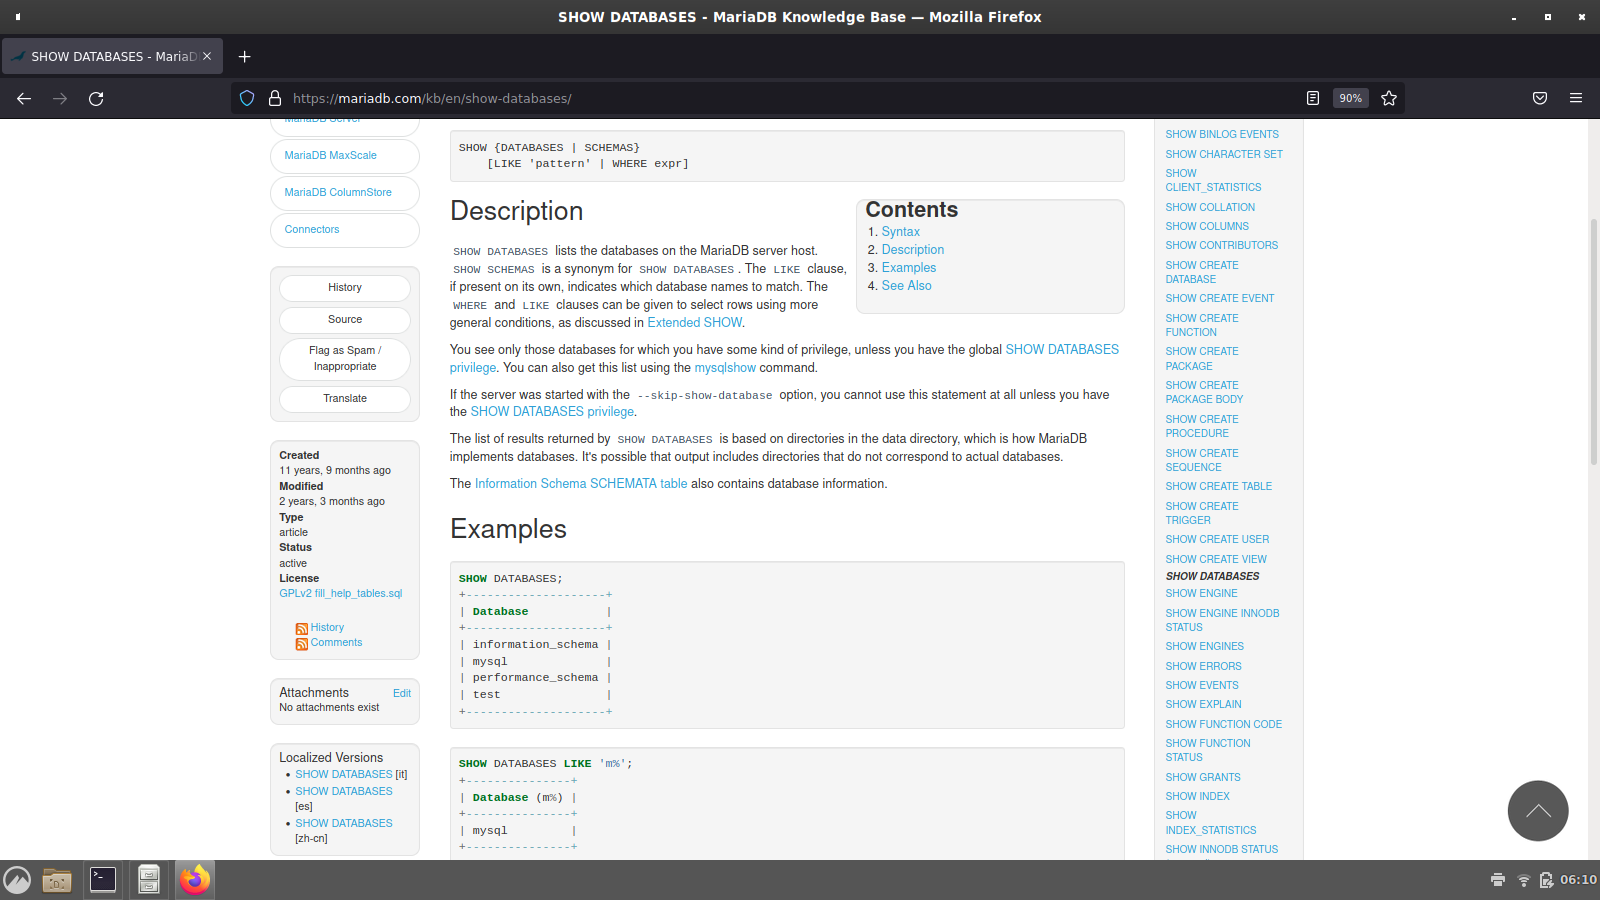 SHOW DATABASES - MariaDB Knowledge Base — Mozilla Firefox
SHOW DATABASES - MariaD
https://mariadb.com/kb/en/show-databases/
90%
MariaDB Server
MariaDB MaxScale
MariaDB ColumnStore
Connectors
History
Source
Flag as Spam /
Inappropriate
Translate
Created
11 years, 9 months ago
Modified
2 years, 3 months ago
Type
article
Status
active
License
GPLv2 fill_help_tables.sql
History
Comments
Attachments Edit
No attachments exist
Localized Versions
• SHOW DATABASES [it]
• SHOW DATABASES
[es]
• SHOW DATABASES
[zh-cn]
SHOW {DATABASES | SCHEMAS}
[LIKE 'pattern' | WHERE expr]
Description
SHOW DATABASES lists the databases on the MariaDB server host.
SHOW SCHEMAS is a synonym for SHOW DATABASES . The LIKE clause,
if present on its own, indicates which database names to match. The
WHERE and LIKE clauses can be given to select rows using more
general conditions, as discussed in Extended SHOW.
Contents
1. Syntax
2. Description
3. Examples
4. See Also
You see only those databases for which you have some kind of privilege, unless you have the global SHOW DATABASES
privilege. You can also get this list using the mysqlshow command.
If the server was started with the --skip-show-database option, you cannot use this statement at all unless you have
the SHOW DATABASES privilege.
The list of results returned by SHOW DATABASES is based on directories in the data directory, which is how MariaDB
implements databases. It's possible that output includes directories that do not correspond to actual databases.
The Information Schema SCHEMATA table also contains database information.
Examples
SHOW DATABASES;
+--------------------+
| Database           |
+--------------------+
| information_schema |
| mysql              |
| performance_schema |
| test               |
+--------------------+
SHOW DATABASES LIKE 'm%';
+---------------+
| Database (m%) |
+---------------+
| mysql         |
+---------------+
SHOW BINLOG EVENTS
SHOW CHARACTER SET
SHOW
CLIENT_STATISTICS
SHOW COLLATION
SHOW COLUMNS
SHOW CONTRIBUTORS
SHOW CREATE
DATABASE
SHOW CREATE EVENT
SHOW CREATE
FUNCTION
SHOW CREATE
PACKAGE
SHOW CREATE
PACKAGE BODY
SHOW CREATE
PROCEDURE
SHOW CREATE
SEQUENCE
SHOW CREATE TABLE
SHOW CREATE
TRIGGER
SHOW CREATE USER
SHOW CREATE VIEW
SHOW DATABASES
SHOW ENGINE
SHOW ENGINE INNODB
STATUS
SHOW ENGINES
SHOW ERRORS
SHOW EVENTS
SHOW EXPLAIN
SHOW FUNCTION CODE
SHOW FUNCTION
STATUS
SHOW GRANTS
SHOW INDEX
SHOW
INDEX_STATISTICS
SHOW INNODB STATUS
06:10